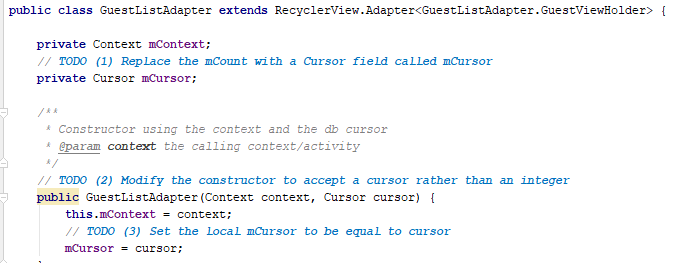 public class GuestListAdapter extends RecyclerView.Adapter<GuestListAdapter.GuestViewHolder> {
private Context mContext;
// TODO (1) Replace the mCount with a Cursor field called mCursor
private Cursor mCursor;
/**
* Constructor using the context and the db cursor
* @param context the calling context/activity
*/
// TODO (2) Modify the constructor to accept a cursor rather than an integer
public GuestListAdapter(Context context, Cursor cursor) {
this.mContext = context;
// TODO (3) Set the local mCursor to be equal to cursor
mCursor = cursor;